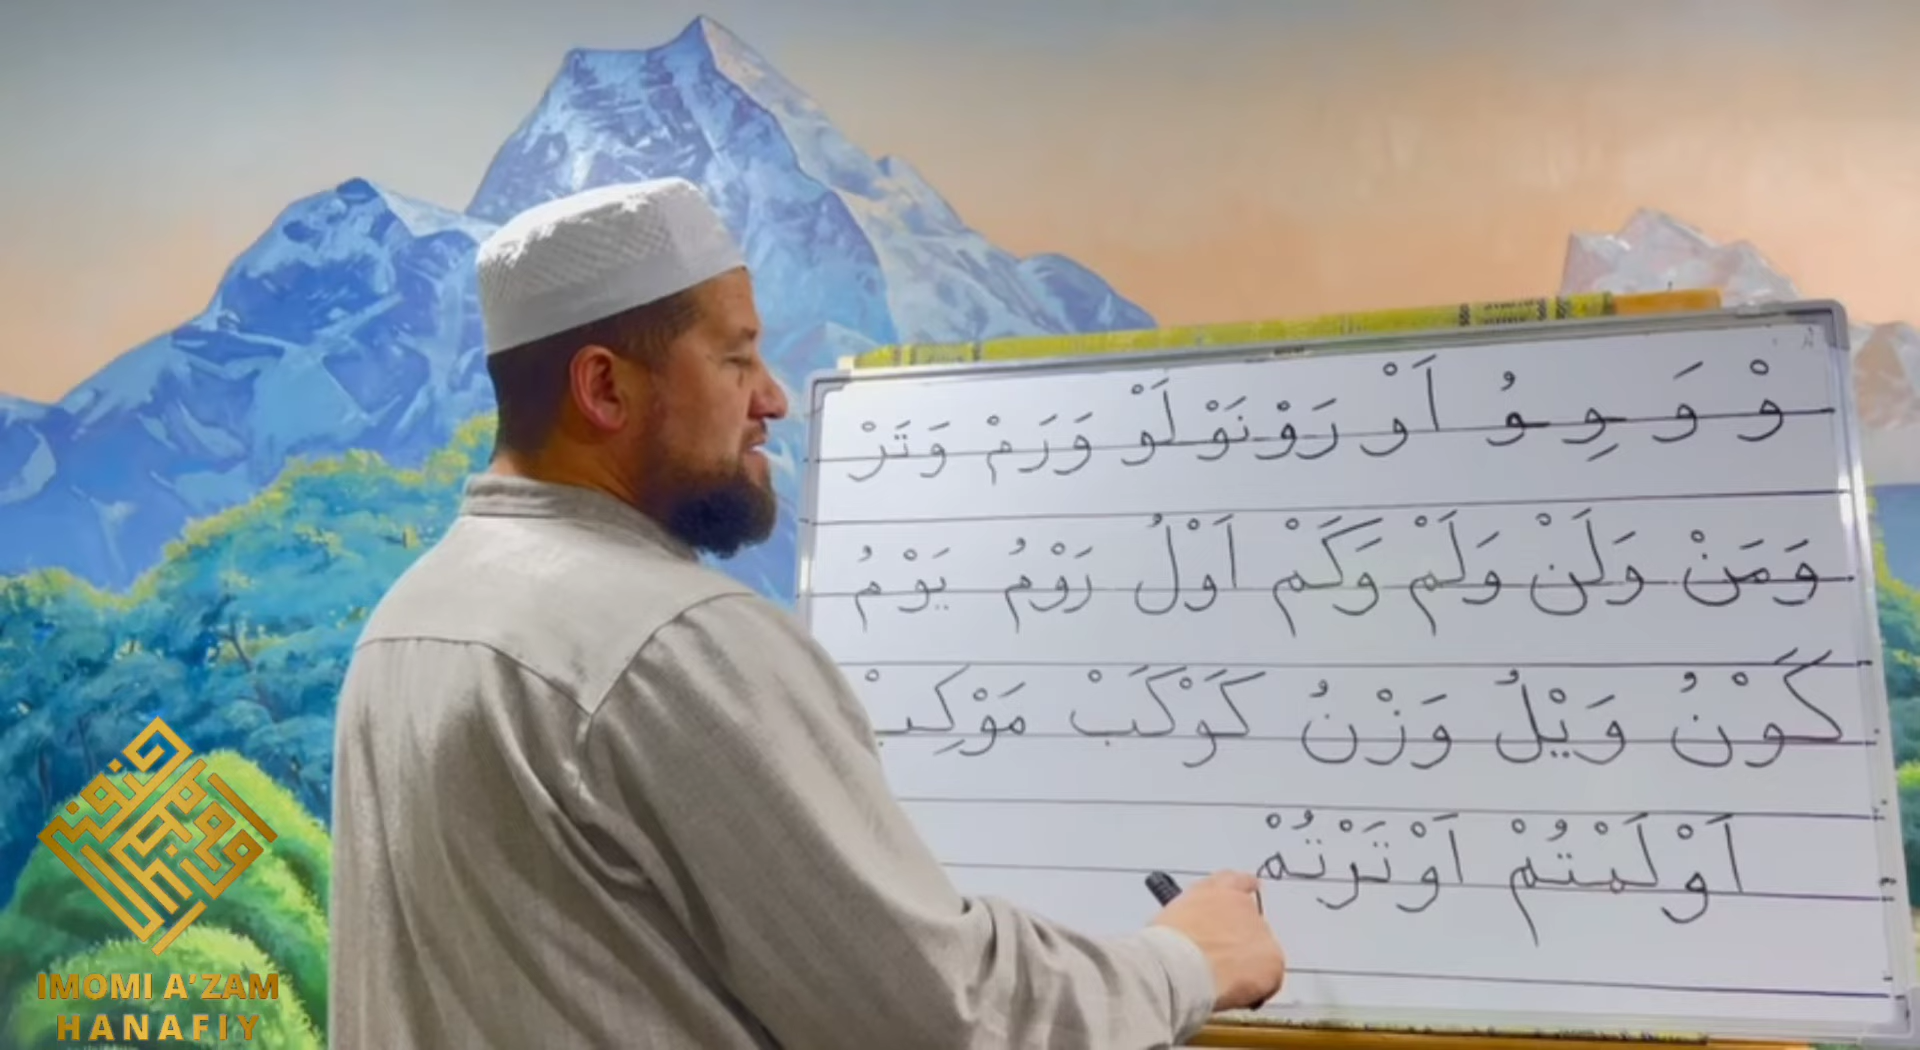 وْ وَ وِ وُ اَوْ رَوْ نَوْ لَوْ وَرَمْ وَتَرْ
وَمَنْ وَلَنْ وَلَمْ وَكَمْ اَوْلُ رَوْمُ يَوْمُ
كَوْنُ وَيْلُ وَزْنُ كَوْكَبْ مَوْكِبْ
اَوْلَمْتُمْ اَوْتَرْتُمْ
IMOMI A'ZAM
HANAFIY